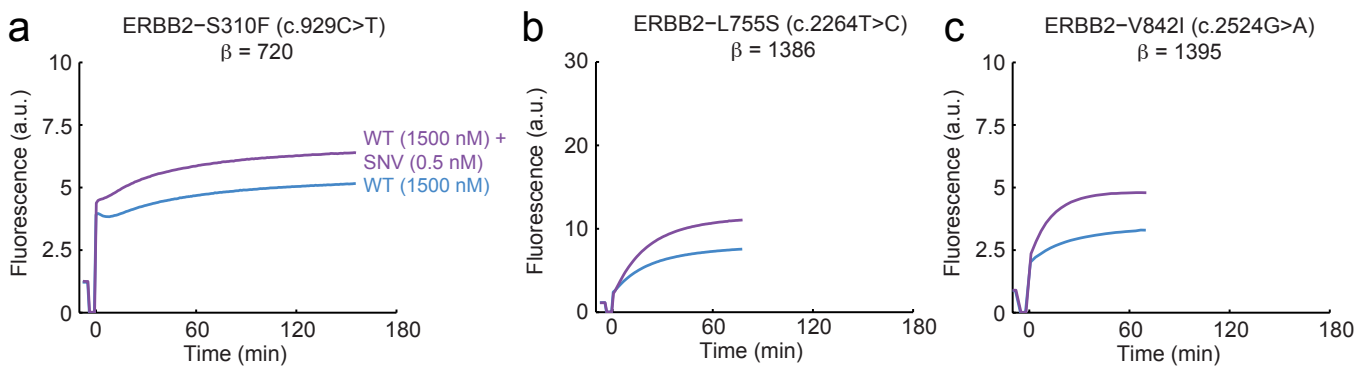 a
ERBB2−S310F (c.929C>T)
β = 720
Fluorescence (a.u.)
10
7.5
5
2.5
0
0
60
120
180
Time (min)
WT (1500 nM) +
SNV (0.5 nM)
WT (1500 nM)
b
ERBB2−L755S (c.2264T>C)
β = 1386
Fluorescence (a.u.)
30
20
10
0
0
60
120
180
Time (min)
c
ERBB2−V842I (c.2524G>A)
β = 1395
Fluorescence (a.u.)
10
7.5
5
2.5
0
0
60
120
180
Time (min)